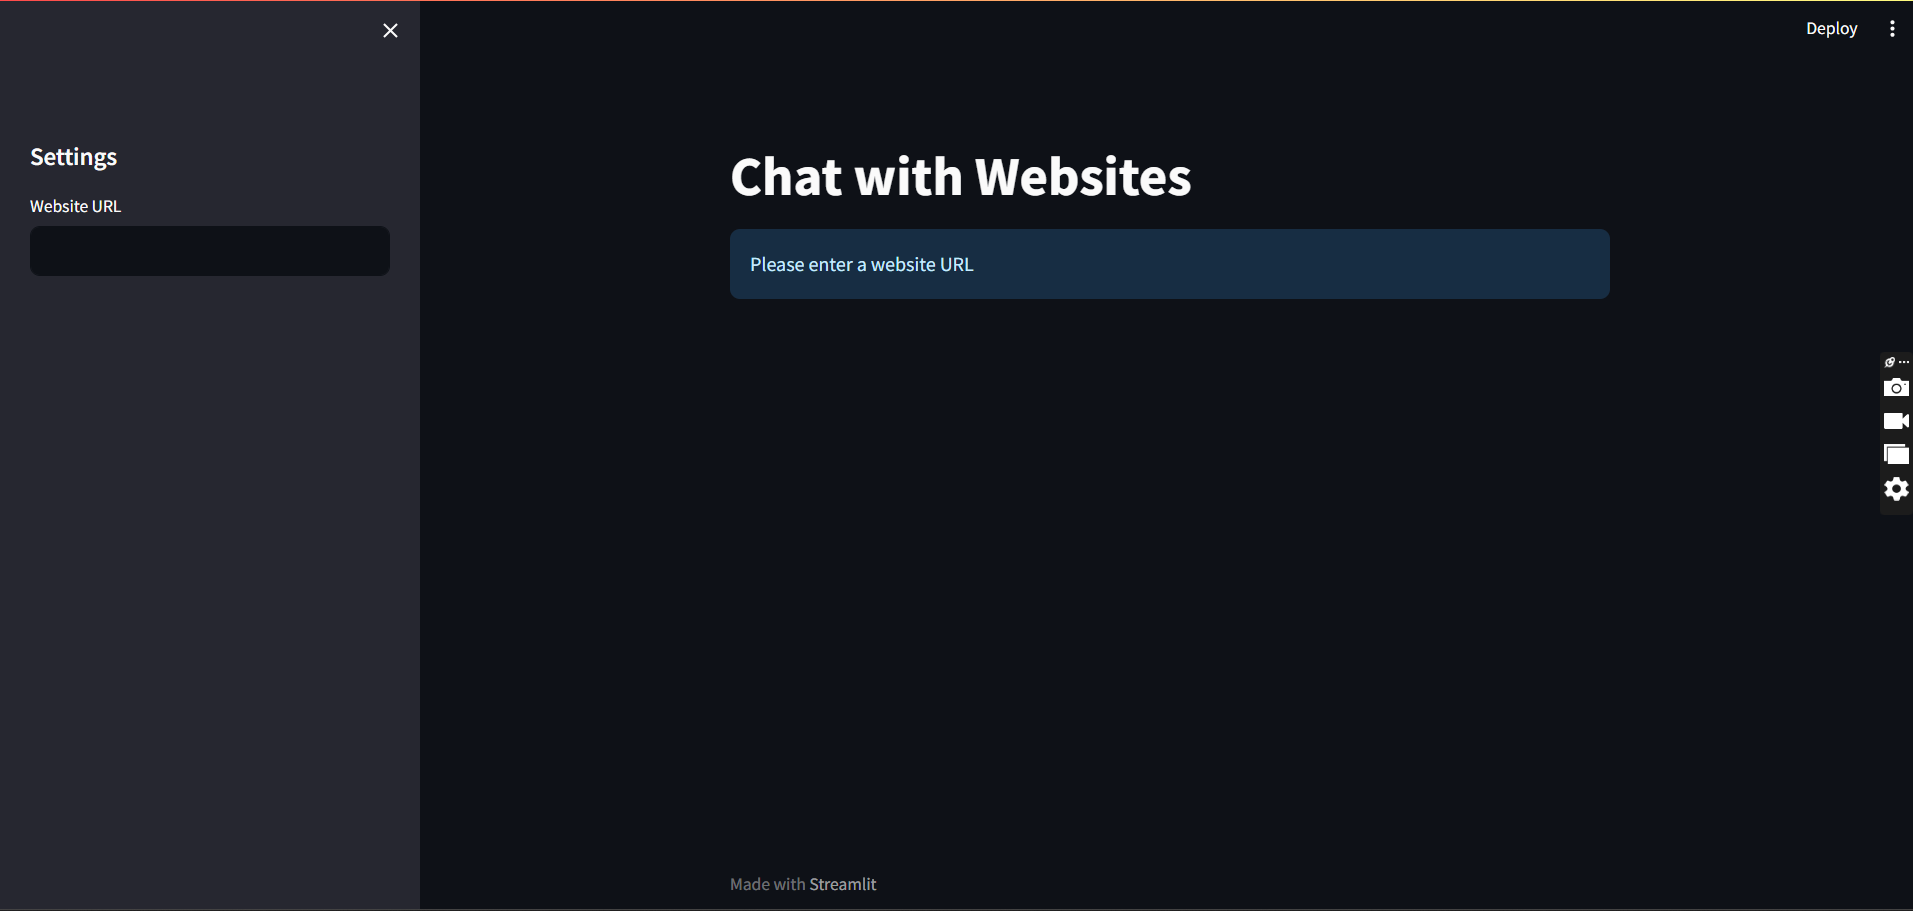 Deploy
Settings
Website URL
Chat with Websites
Please enter a website URL
Made with Streamlit